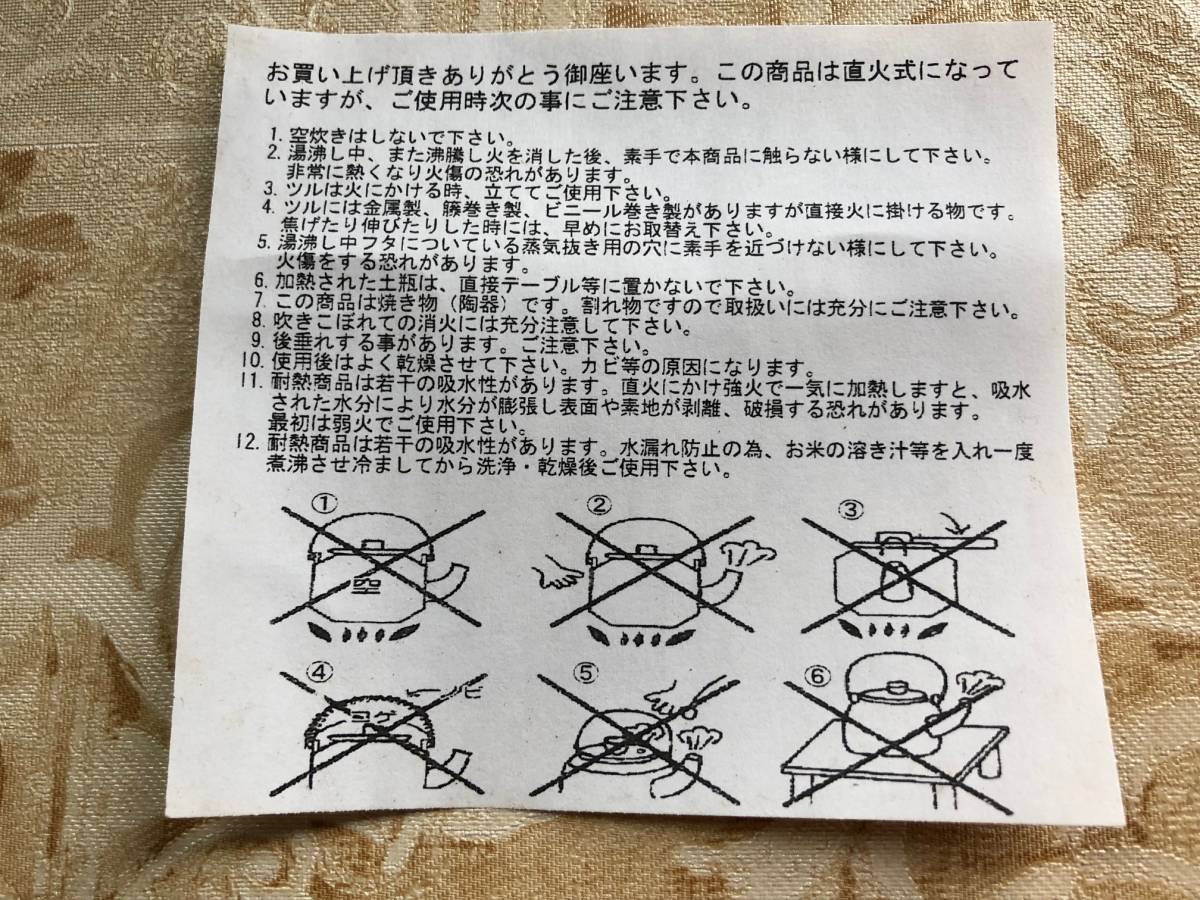 お買い上げ頂きありがとう御座います。この商品は直火式になって
いますが、ご使用時次の事にご注意下さい。
1. 空炊きはしないで下さい。
2. 湯沸し中、また沸騰し火を消した後、素手で本商品に触らない様にして下さい。
非常に熱くなり火傷の恐れがあります。
3. ツルは火にかける時、立ててご使用下さい。
4. ツルには金属製、籐巻き製、ビニール巻き製がありますが直接火に掛ける物です。
焦げたり伸びたりした時には、早めにお取替え下さい。
5. 湯沸し中フタについている蒸気抜き用の穴に素手を近づけない様にして下さい。
火傷をする恐れがあります。
6. 加熱された土瓶は、直接テーブル等に置かないで下さい。
7. この商品は焼き物（陶器）です。割れ物ですので取扱いには充分にご注意下さい。
8. 吹きこぼれての消火には充分注意して下さい。
9. 後垂れする事があります。ご注意下さい。
10. 使用後はよく乾燥させて下さい。カビ等の原因になります。
11. 耐熱商品は若干の吸水性があります。直火にかけ強火で一気に加熱しますと、吸水
された水分により水分が膨張し表面や素地が剥離、破損する恐れがあります。
最初は弱火でご使用下さい。
12. 耐熱商品は若干の吸水性があります。水漏れ防止の為、お米の溶き汁等を入れ一度
煮沸させ冷ましてから洗浄・乾燥後ご使用下さい。
① ② ③
空
④ ⑤ ⑥
コゲ